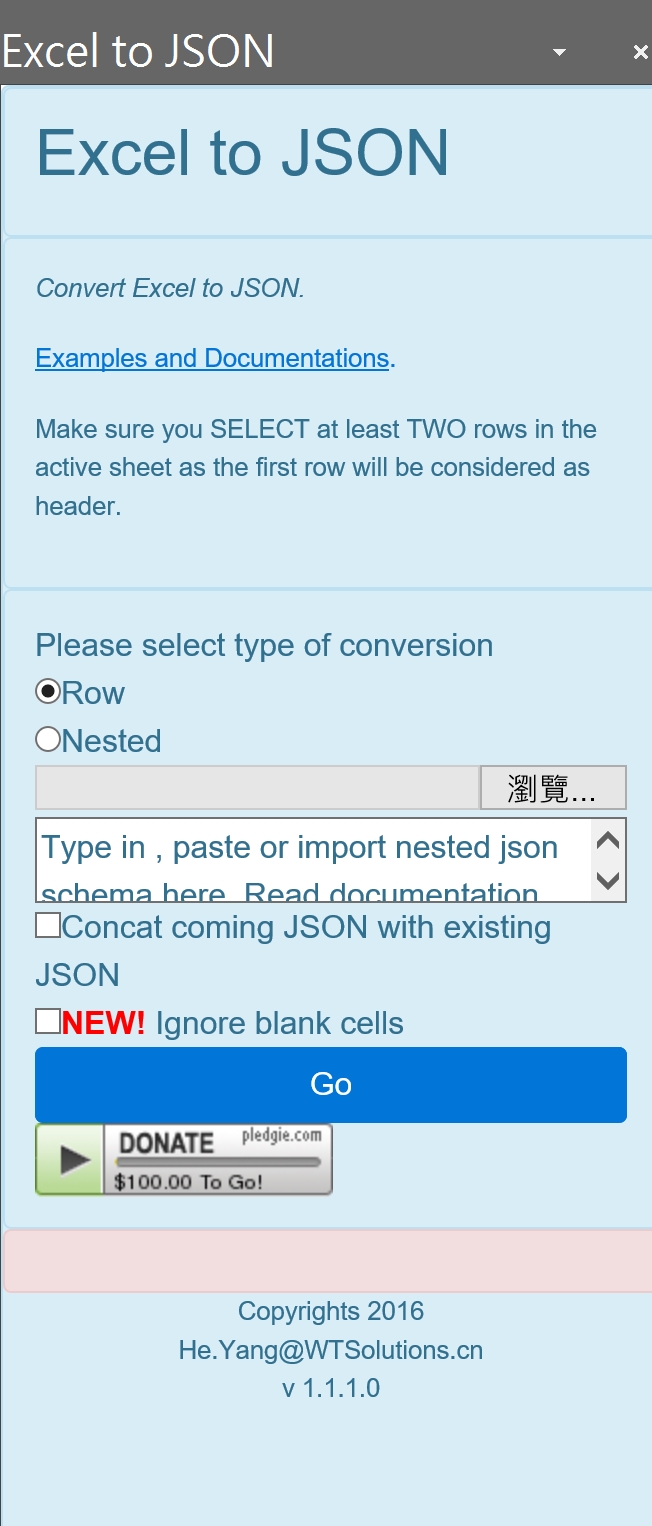 Excel to JSON
Excel to JSON
Convert Excel to JSON.
Examples and Documentations.
Make sure you SELECT at least TWO rows in the
active sheet as the first row will be considered as
header.
Please select type of conversion
Row
Nested
瀏覽...
Type in , paste or import nested json
schema here. Read documentation
Concat coming JSON with existing
JSON
NEW! Ignore blank cells
Go
DONATE pledgie.com
$100.00 To Go!
Copyrights 2016
He.Yang@WTSolutions.cn
v 1.1.1.0